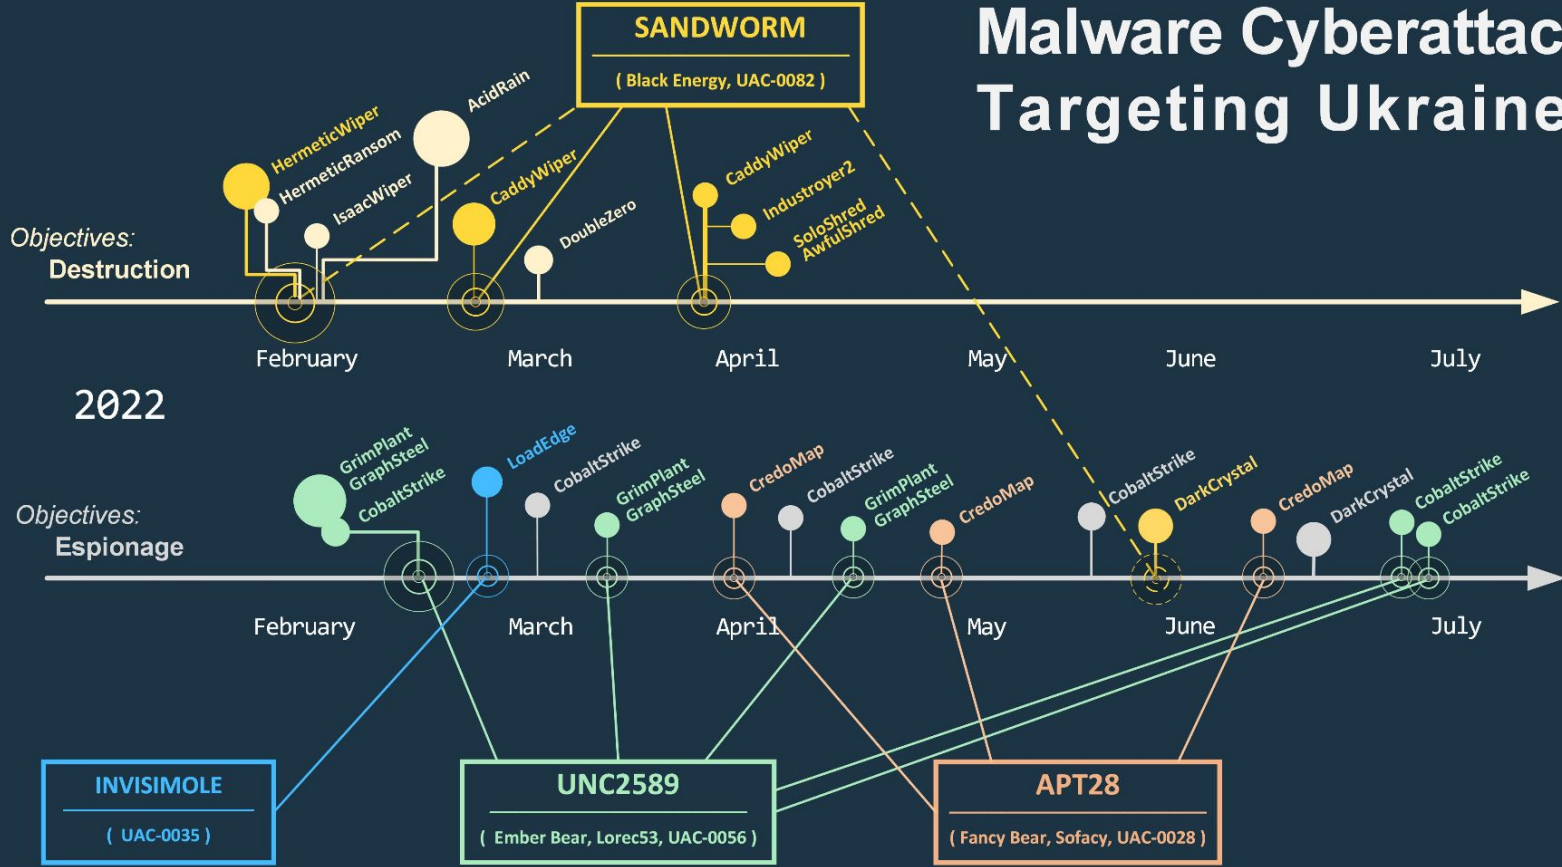 Malware Cyberattac
Targeting Ukraine
SANDWORM
( Black Energy, UAC-0082 )
HermeticWiper
HermeticRansom
IsaacWiper
AcidRain
CaddyWiper
DoubleZero
CaddyWiper
Industroyer2
SoloShred
AwfulShred
Objectives:
Destruction
February
March
April
May
June
July
2022
GrimPlant
GraphSteel
CobaltStrike
LoadEdge
CobaltStrike
GrimPlant
GraphSteel
CredoMap
CobaltStrike
GrimPlant
GraphSteel
CredoMap
CobaltStrike
DarkCrystal
CredoMap
DarkCrystal
CobaltStrike
CobaltStrike
Objectives:
Espionage
February
March
April
May
June
July
INVISIMOLE
( UAC-0035 )
UNC2589
( Ember Bear, Lorec53, UAC-0056 )
APT28
( Fancy Bear, Sofacy, UAC-0028 )